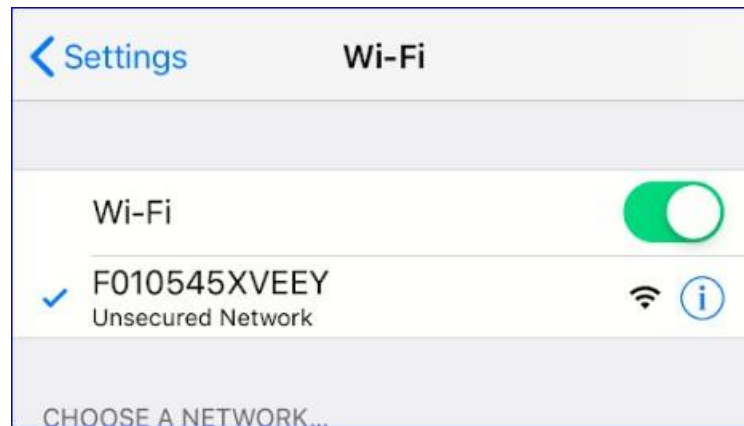 Settings
Wi-Fi
Wi-Fi
F010545XVEEY
Unsecured Network
CHOOSE A NETWORK...